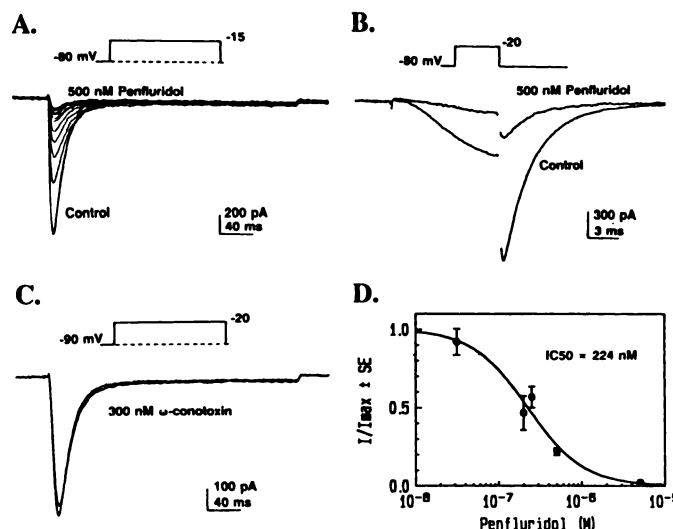 A.
-15
-80 mV
500 nM Penfluridol
Control
200 pA
40 ms
B.
-20
-80 mV
500 nM Penfluridol
Control
300 pA
3 ms
C.
-20
-90 mV
300 nM ω-conotoxin
100 pA
40 ms
D.
1.0
0.5
0.0
I/Imax ± SE
IC50 = 224 nM
10⁻⁸ 10⁻⁷ 10⁻⁶ 10⁻⁵
Penfluridol (M)